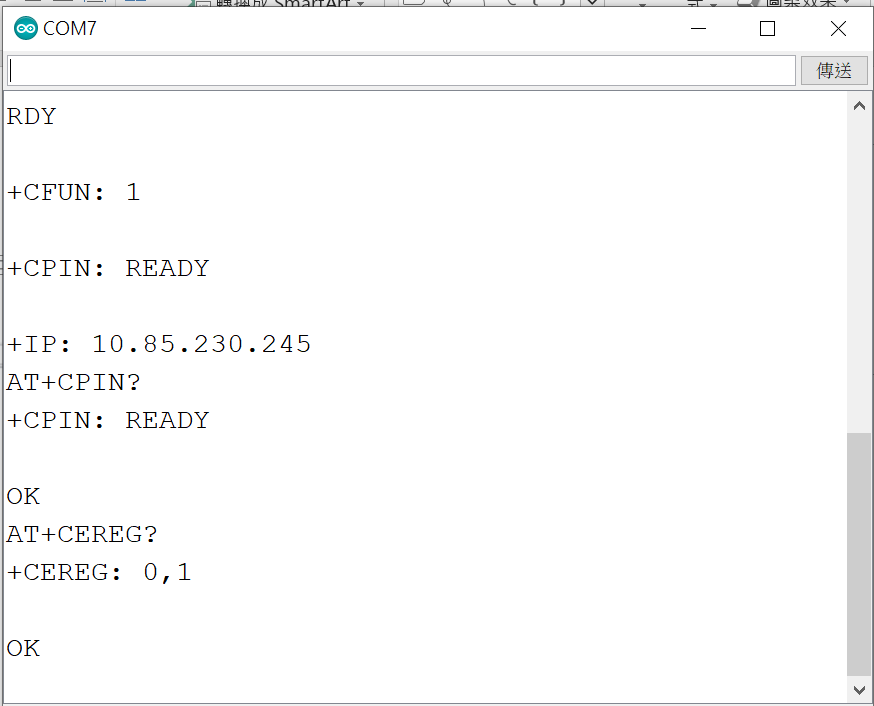 COM7
傳送
RDY
+CFUN: 1
+CPIN: READY
+IP: 10.85.230.245
AT+CPIN?
+CPIN: READY
OK
AT+CEREG?
+CEREG: 0,1
OK